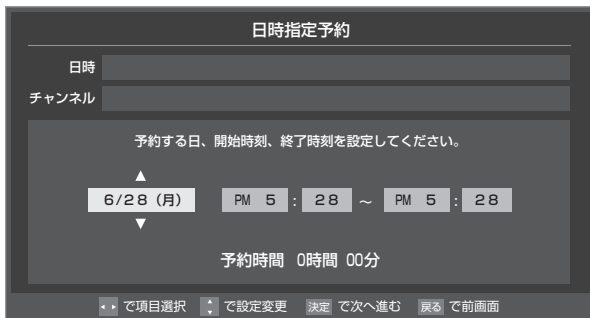 日時指定予約
日時
チャンネル
予約する日、開始時刻、終了時刻を設定してください。
6/28（月） PM 5 : 28 ～ PM 5 : 28
予約時間 0時間 00分
で項目選択 で設定変更 決定 で次へ進む 戻る で前画面